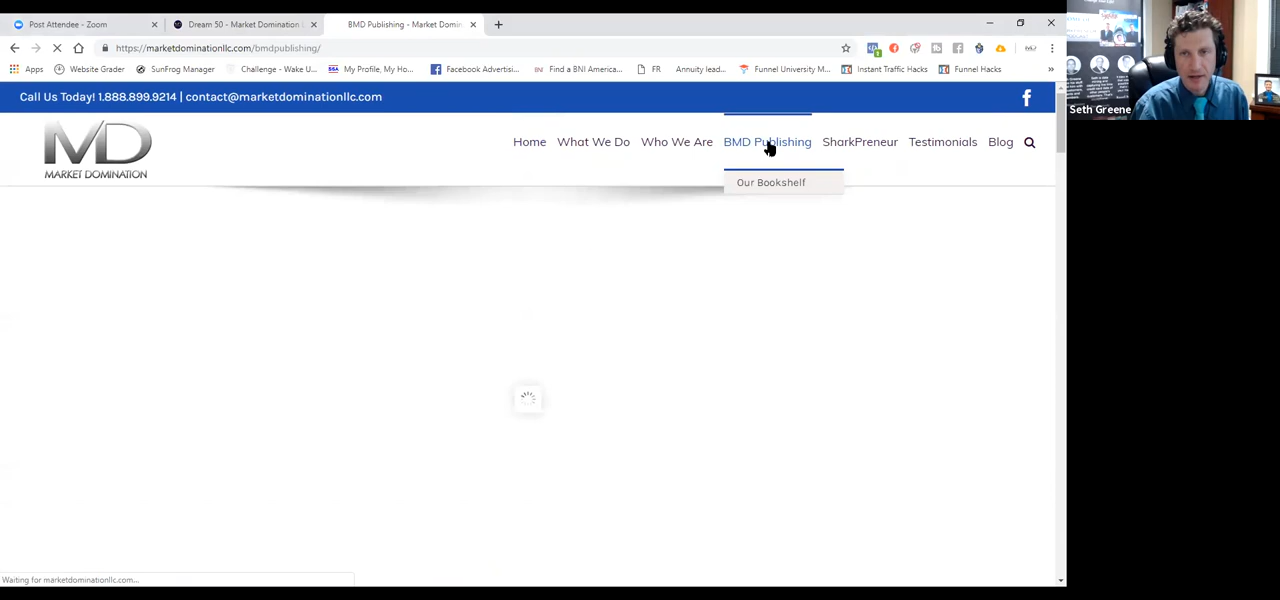 Post Attendee - Zoom
Dream 50 - Market Domination
BMD Publishing - Market Domin
https://marketdominationllc.com/bmdpublishing/
Apps Website Grader SunFrog Manager Challenge - Wake U... My Profile, My Ho... Facebook Advertisi... Find a BNI America... FR Annuity lead... Funnel University M... Instant Traffic Hacks Funnel Hacks »
Call Us Today! 1.888.899.9214 | contact@marketdominationllc.com
MD
MARKET DOMINATION
Home What We Do Who We Are BMD Publishing SharkPreneur Testimonials Blog
Our Bookshelf
Waiting for marketdominationllc.com...
Seth Greene